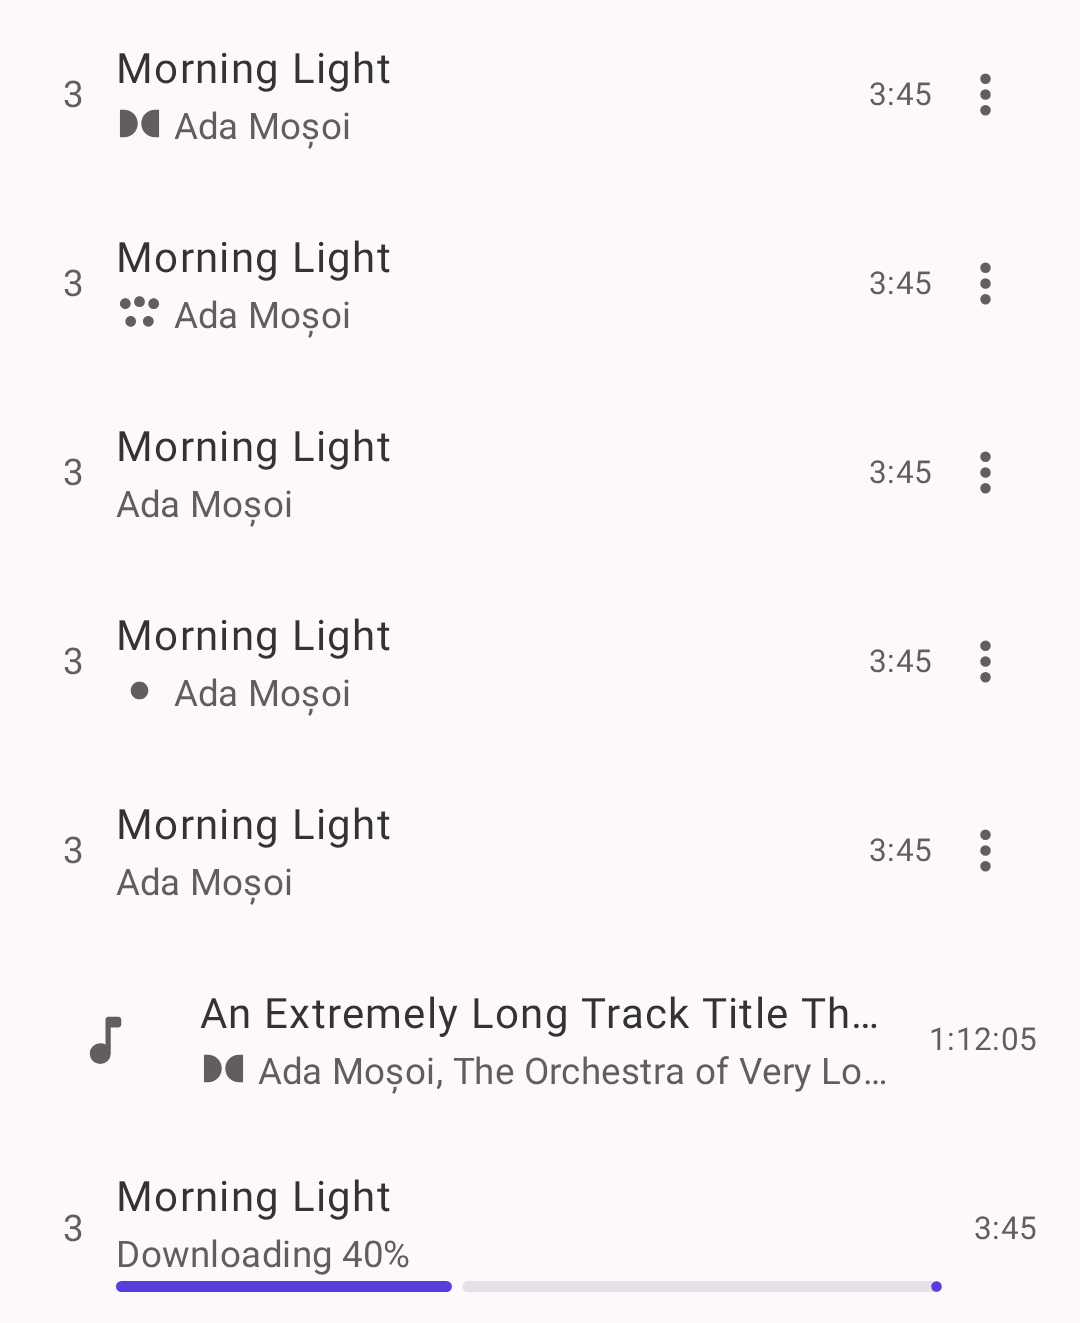 3
Morning Light
Ada Moșoi
3:45
3
Morning Light
Ada Moșoi
3:45
3
Morning Light
Ada Moșoi
3:45
3
Morning Light
Ada Moșoi
3:45
3
Morning Light
Ada Moșoi
3:45
An Extremely Long Track Title Th…
Ada Moșoi, The Orchestra of Very Lo…
1:12:05
3
Morning Light
Downloading 40%
3:45